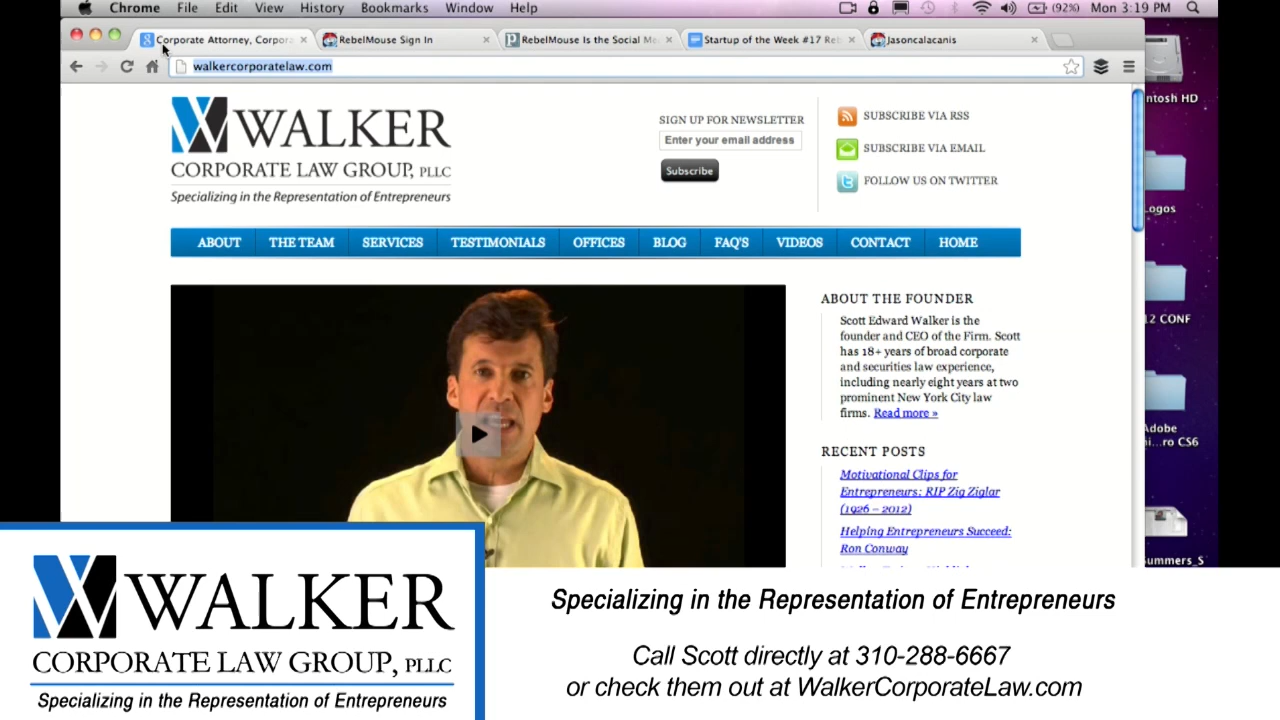 Chrome File Edit View History Bookmarks Window Help (92%) Mon 3:19 PM
Corporate Attorney, Corpora
RebelMouse Sign In
RebelMouse Is the Social Me
Startup of the Week #17 Re
Jasoncalacanis
walkercorporatelaw.com
WALKER
CORPORATE LAW GROUP, PLLC
Specializing in the Representation of Entrepreneurs
SIGN UP FOR NEWSLETTER
Enter your email address
Subscribe
SUBSCRIBE VIA RSS
SUBSCRIBE VIA EMAIL
FOLLOW US ON TWITTER
ABOUT THE TEAM SERVICES TESTIMONIALS OFFICES BLOG FAQ'S VIDEOS CONTACT HOME
ABOUT THE FOUNDER
Scott Edward Walker is the
founder and CEO of the Firm. Scott
has 18+ years of broad corporate
and securities law experience,
including nearly eight years at two
prominent New York City law
firms. Read more »
RECENT POSTS
Motivational Clips for
Entrepreneurs: RIP Zig Ziglar
(1926 – 2012)
Helping Entrepreneurs Succeed:
Ron Conway
ntosh HD
Logos
12 CONF
Adobe
ni...ro CS6
ummers_S
WALKER
CORPORATE LAW GROUP, PLLC
Specializing in the Representation of Entrepreneurs
Specializing in the Representation of Entrepreneurs
Call Scott directly at 310-288-6667
or check them out at WalkerCorporateLaw.com